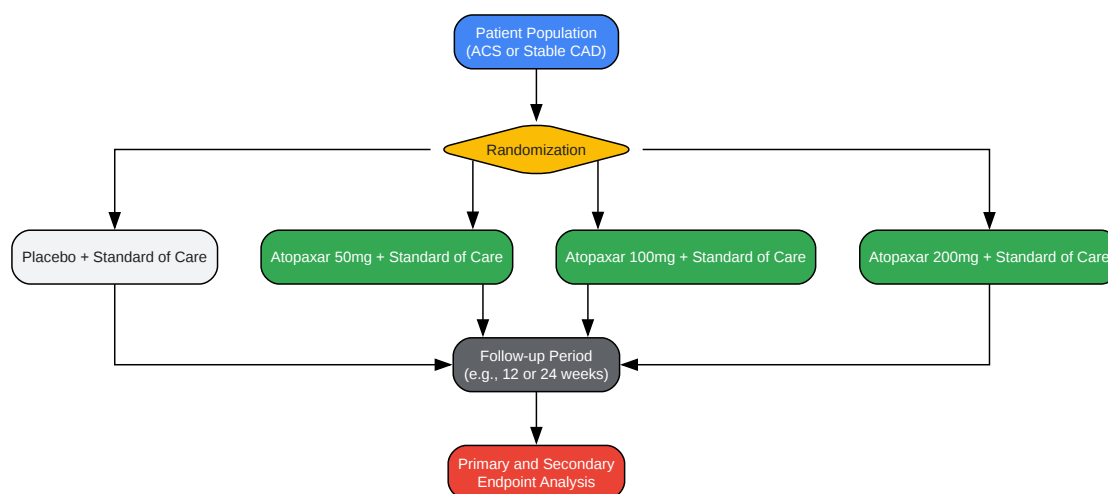 Patient Population
(ACS or Stable CAD)
Randomization
Placebo + Standard of Care
Atopaxar 50mg + Standard of Care
Atopaxar 100mg + Standard of Care
Atopaxar 200mg + Standard of Care
Follow-up Period
(e.g., 12 or 24 weeks)
Primary and Secondary
Endpoint Analysis